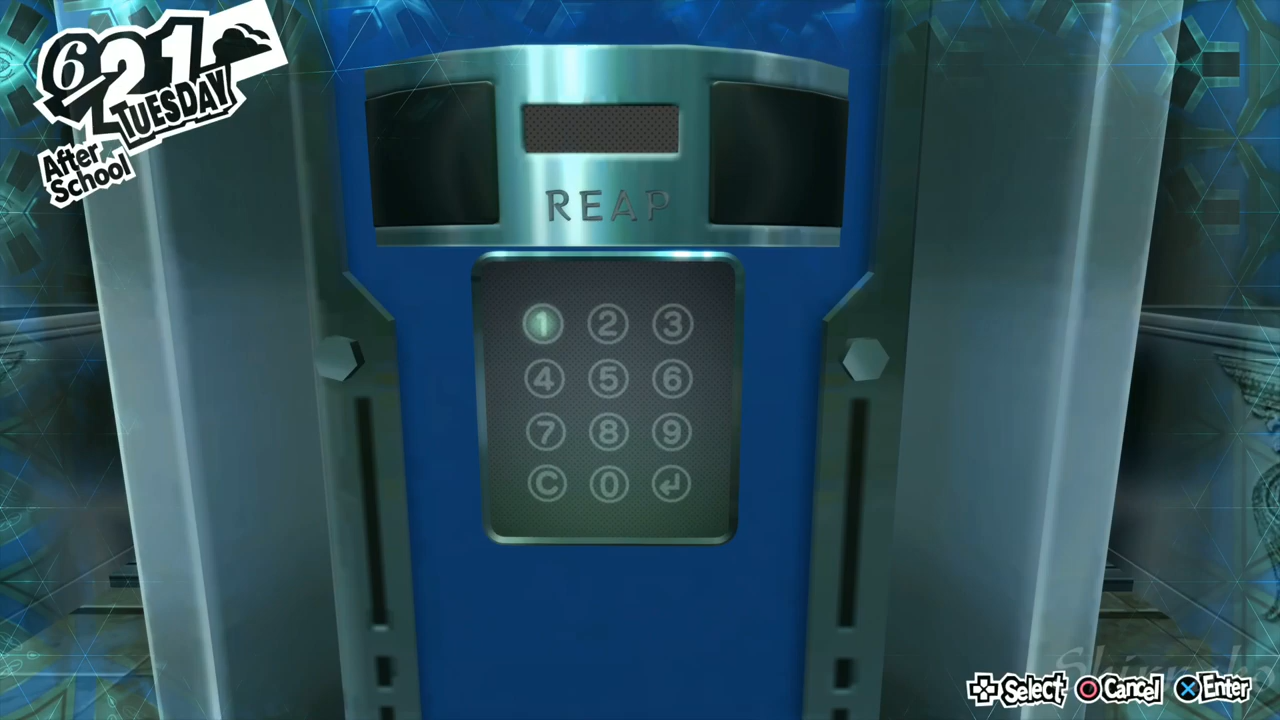 6/21
TUESDAY
After
School
REAP
1 2 3
4 5 6
7 8 9
C 0
Select Cancel Enter